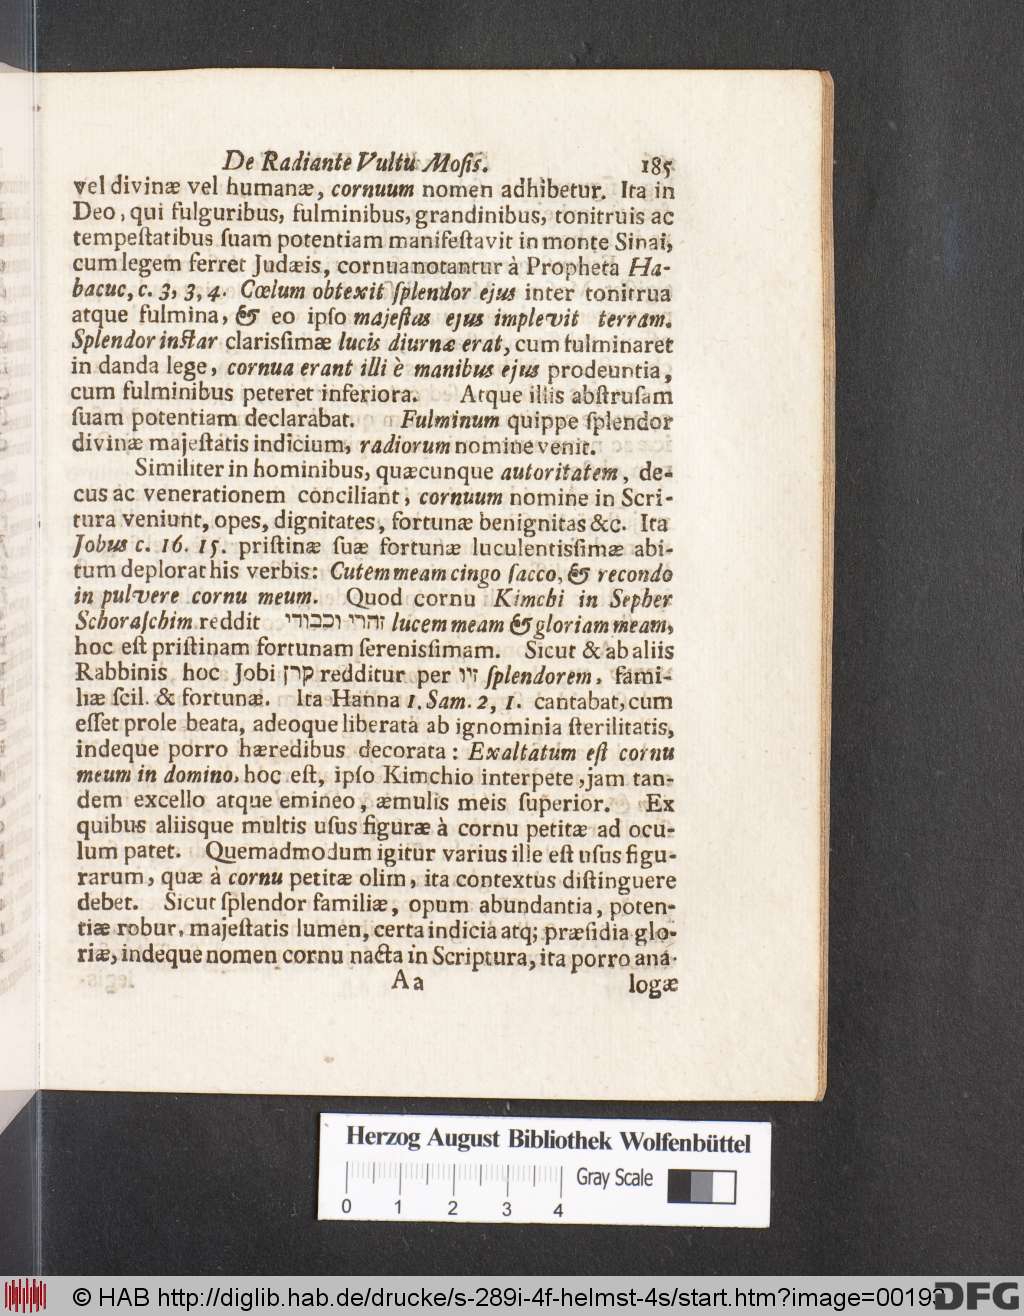 De Radiante Vultu Moſis. 185
vel divinæ vel humanæ, cornuum nomen adhibetur. Ita in
Deo, qui fulguribus, fulminibus, grandinibus, tonitruis ac
tempeſtatibus ſuam potentiam manifeſtavit in monte Sinai,
cum legem ferret Judæis, cornua notantur à Propheta Ha-
bacuc, c. 3, 3, 4. Cœlum obtexit ſplendor ejus inter tonitrua
atque fulmina, & eo ipſo majeſtas ejus implevit terram.
Splendor inſtar clariſſimæ lucis diurnæ erat, cum fulminaret
in danda lege, cornua erant illi è manibus ejus prodeuntia,
cum fulminibus peteret inferiora. Atque illis abſtruſam
ſuam potentiam declarabat. Fulminum quippe ſplendor
divinæ majeſtatis indicium, radiorum nomine venit.
Similiter in hominibus, quæcunque autoritatem, de-
cus ac venerationem conciliant, cornuum nomine in Scri-
tura veniunt, opes, dignitates, fortunæ benignitas &c. Ita
Jobus c. 16. 15. priſtinæ ſuæ fortunæ luculentiſſimæ abi-
tum deplorat his verbis: Cutem meam cingo ſacco, & recondo
in pulvere cornu meum. Quod cornu Kimchi in Sepher
Schoraſchim reddit זהרי וכבודי lucem meam & gloriam meam,
hoc eſt priſtinam fortunam ſereniſſimam. Sicut & ab aliis
Rabbinis hoc Jobi קרן redditur per זיו ſplendorem, fami-
liæ ſcil. & fortunæ. Ita Hanna 1. Sam. 2, 1. cantabat, cum
eſſet prole beata, adeoque liberata ab ignominia ſterilitatis,
indeque porro hæredibus decorata: Exaltatum eſt cornu
meum in domino, hoc eſt, ipſo Kimchio interpete, jam tan-
dem excello atque emineo, æmulis meis ſuperior. Ex
quibus aliisque multis uſus figuræ à cornu petitæ ad ocu-
lum patet. Quemadmodum igitur varius ille eſt uſus figu-
rarum, quæ à cornu petitæ olim, ita contextus diſtinguere
debet. Sicut ſplendor familiæ, opum abundantia, poten-
tiæ robur, majeſtatis lumen, certa indicia atq; præſidia glo-
riæ, indeque nomen cornu nacta in Scriptura, ita porro ana-
Aa logæ
Herzog August Bibliothek Wolfenbüttel
Gray Scale
0 1 2 3 4
© HAB http://diglib.hab.de/drucke/s-289i-4f-helmst-4s/start.htm?image=00193
DFG